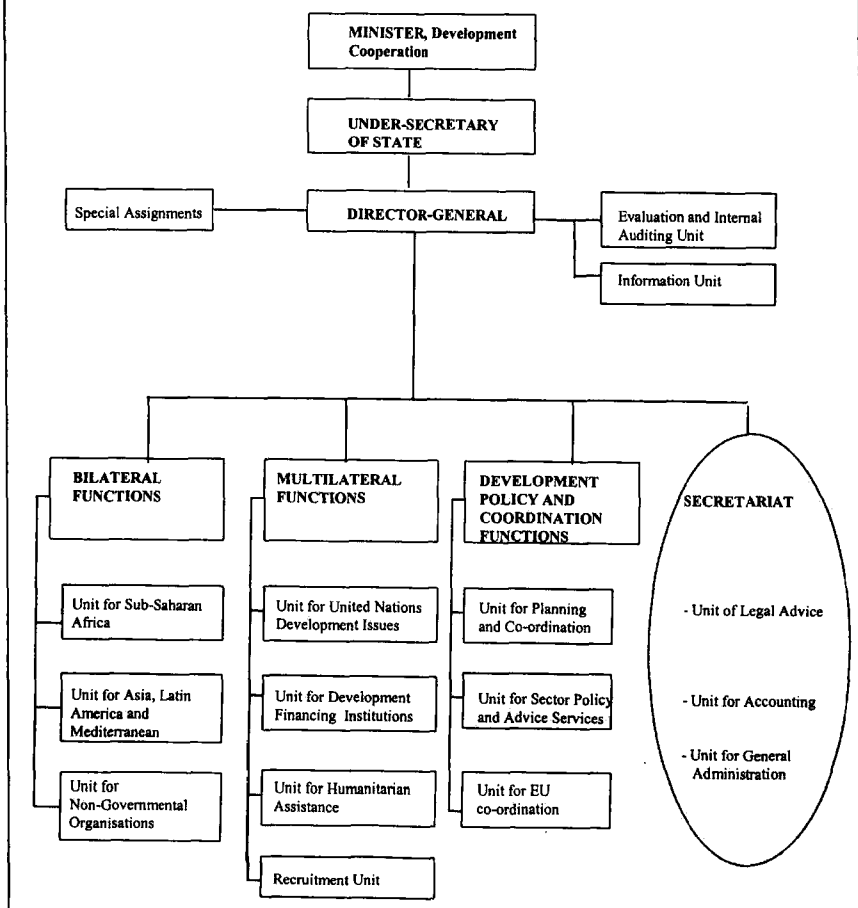 MINISTER, Development
Cooperation
UNDER-SECRETARY
OF STATE
Special Assignments
DIRECTOR-GENERAL
Evaluation and Internal
Auditing Unit
Information Unit
BILATERAL
FUNCTIONS
Unit for Sub-Saharan
Africa
Unit for Asia, Latin
America and
Mediterranean
Unit for
Non-Governmental
Organisations
MULTILATERAL
FUNCTIONS
Unit for United Nations
Development Issues
Unit for Development
Financing Institutions
Unit for Humanitarian
Assistance
Recruitment Unit
DEVELOPMENT
POLICY AND
COORDINATION
FUNCTIONS
Unit for Planning
and Co-ordination
Unit for Sector Policy
and Advice Services
Unit for EU
co-ordination
SECRETARIAT
- Unit of Legal Advice
- Unit for Accounting
- Unit for General
Administration